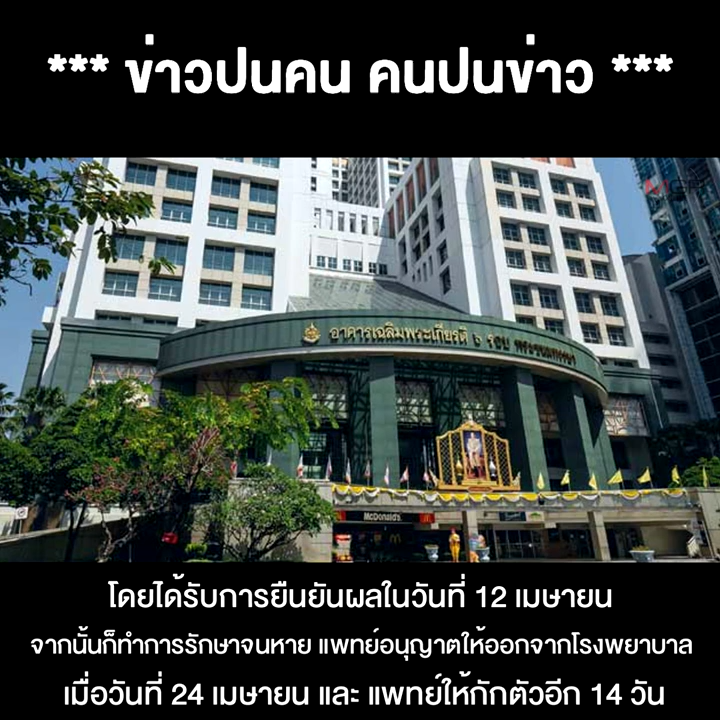 *** ข่าวปนคน คนปนข่าว ***
อาคารเฉลิมพระเกียรติ ๖ รอบ พระชนมพรรษา
McDonald's
โดยได้รับการยืนยันผลในวันที่ 12 เมษายน
จากนั้นก็ทำการรักษาจนหาย แพทย์อนุญาตให้ออกจากโรงพยาบาล
เมื่อวันที่ 24 เมษายน และ แพทย์ให้กักตัวอีก 14 วัน